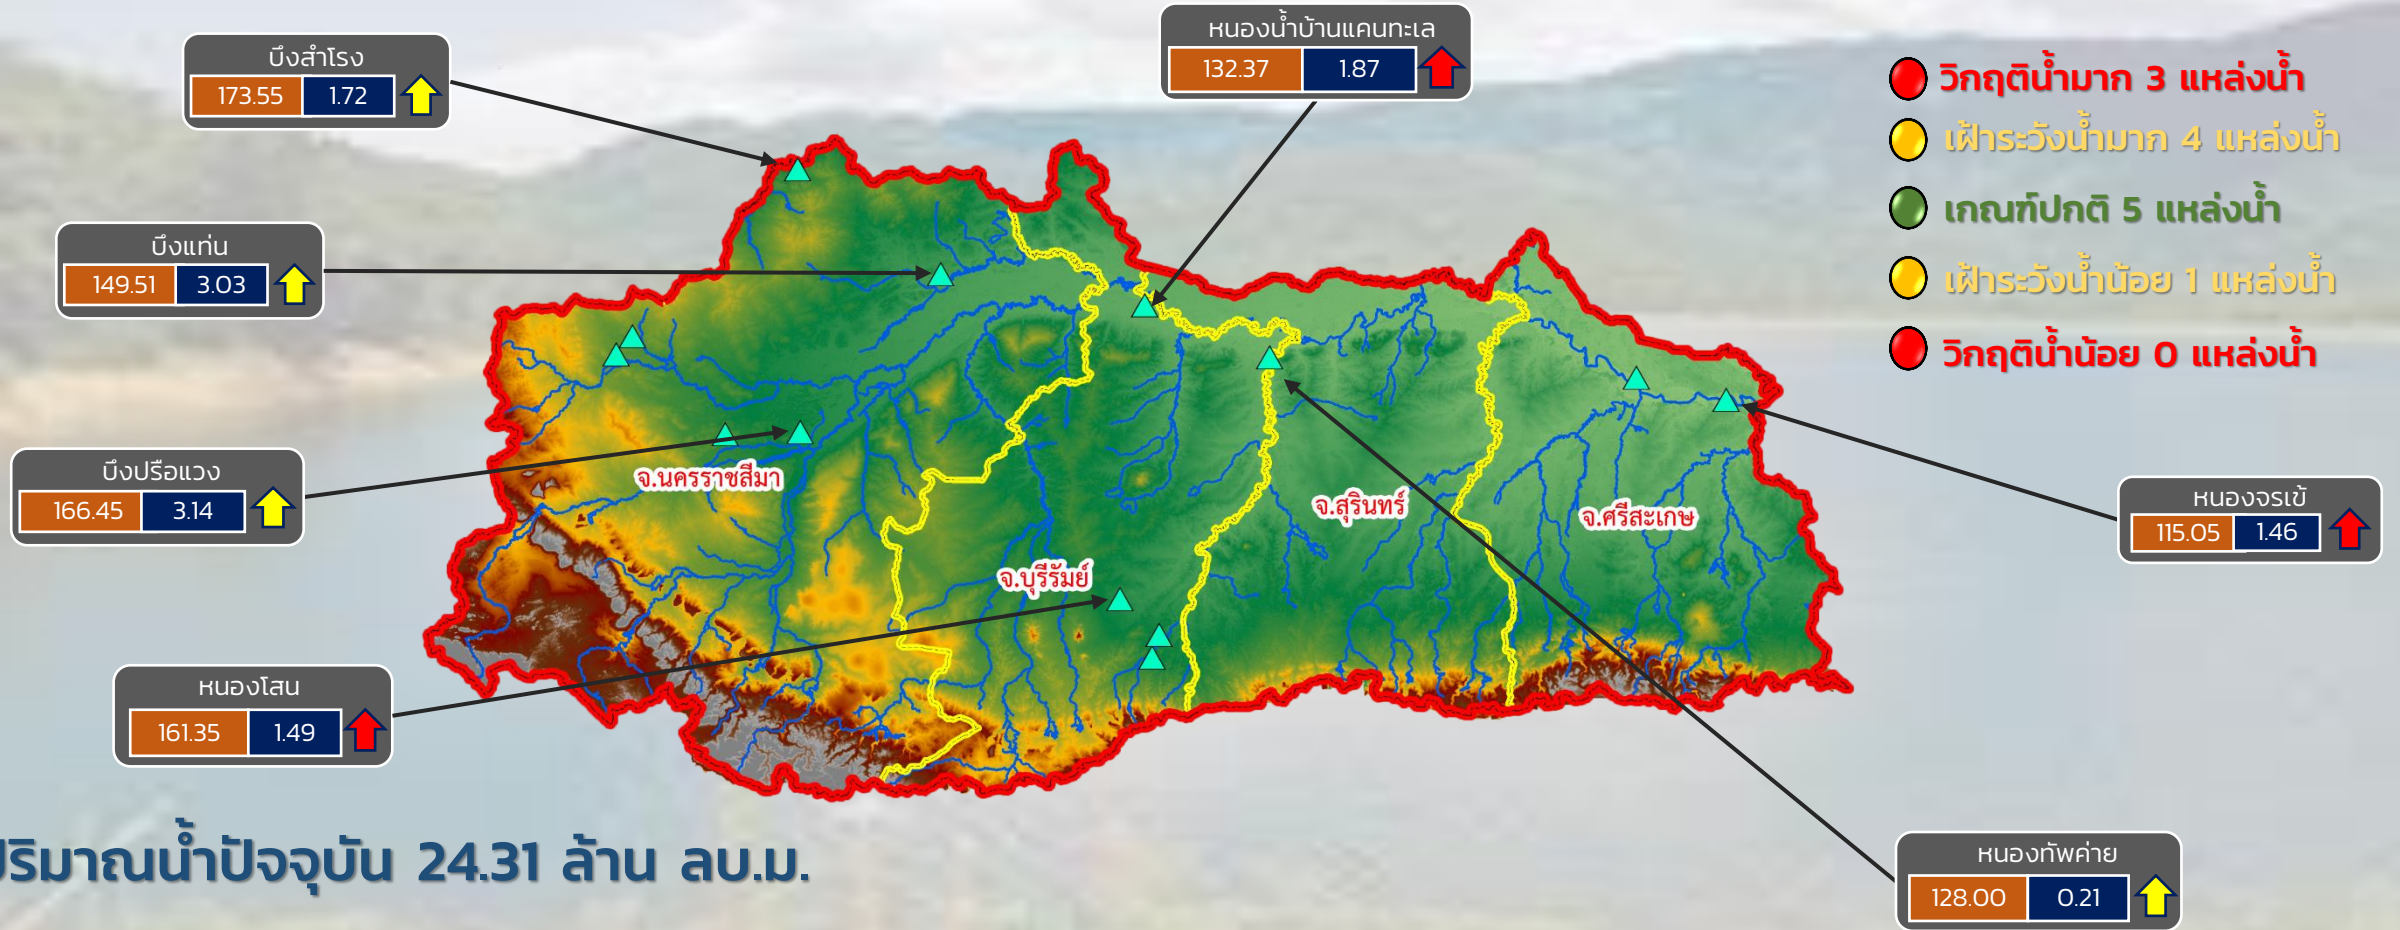 บึงสำโรง
173.55 1.72
หนองน้ำบ้านแคนทะเล
132.37 1.87
วิกฤติน้ำมาก 3 แหล่งน้ำ
เฝ้าระวังน้ำมาก 4 แหล่งน้ำ
เกณฑ์ปกติ 5 แหล่งน้ำ
เฝ้าระวังน้ำน้อย 1 แหล่งน้ำ
วิกฤติน้ำน้อย 0 แหล่งน้ำ
บึงแท่น
149.51 3.03
บึงปรือแวง
166.45 3.14
จ.นครราชสีมา
จ.สุรินทร์
จ.ศรีสะเกษ
จ.บุรีรัมย์
หนองจรเข้
115.05 1.46
หนองโสน
161.35 1.49
ปริมาณน้ำปัจจุบัน 24.31 ล้าน ลบ.ม.
หนองทัพค่าย
128.00 0.21